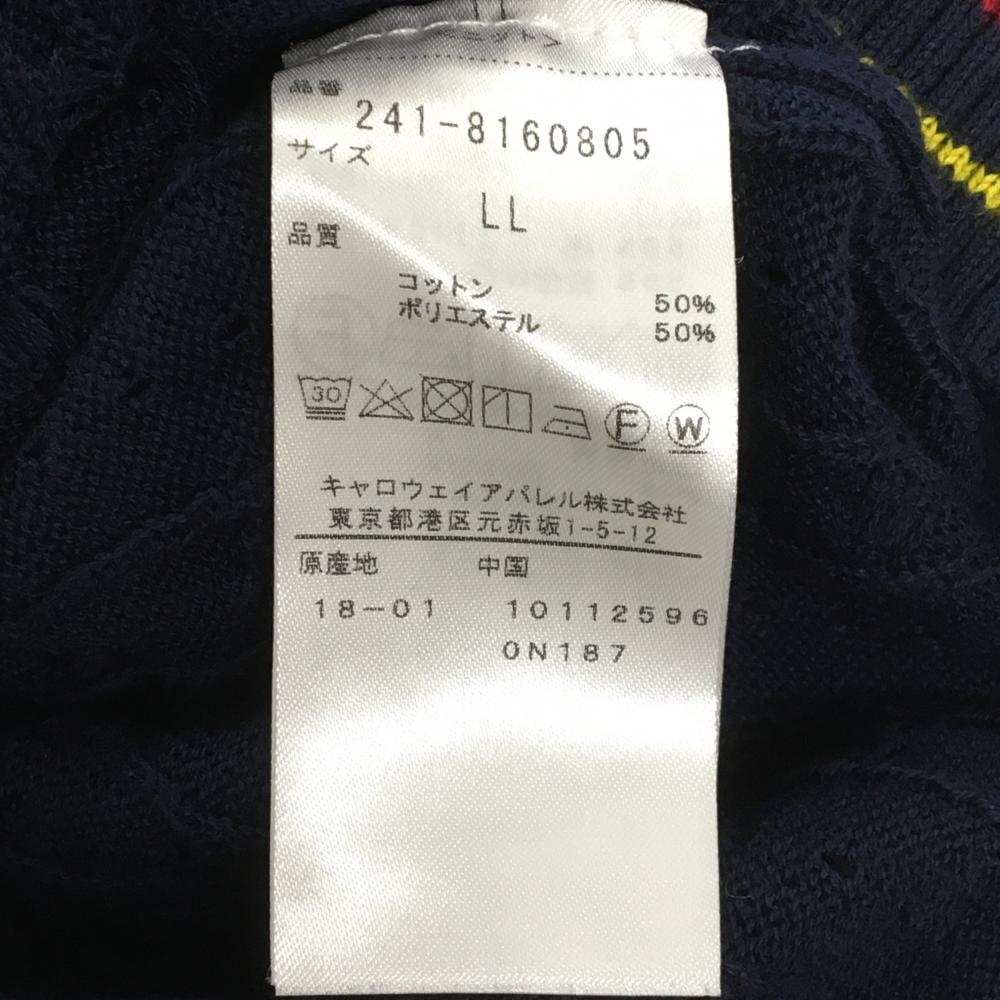 品番
241-8160805
サイズ
LL
品質
コットン 50%
ポリエステル 50%
30
F W
キャロウェイアパレル株式会社
東京都港区元赤坂1-5-12
原産地 中国
18-01 10112596
0N187